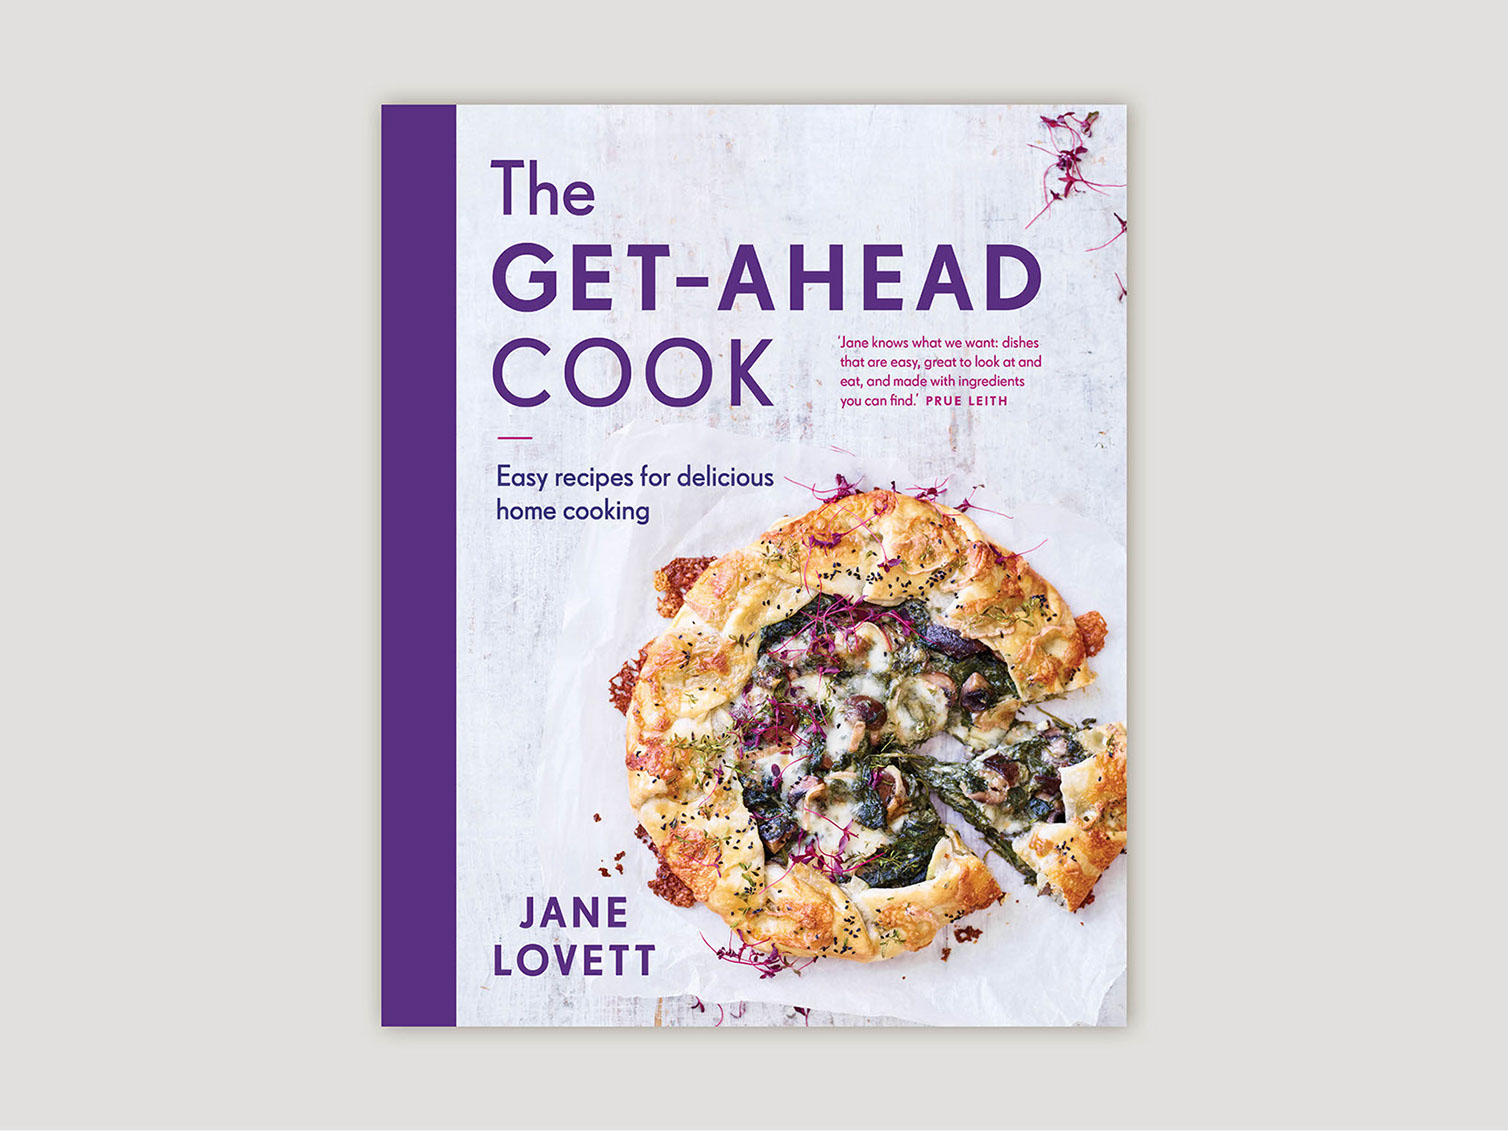 The
GET-AHEAD
COOK
'Jane knows what we want: dishes
that are easy, great to look at and
eat, and made with ingredients
you can find.' PRUE LEITH
Easy recipes for delicious
home cooking
JANE
LOVETT